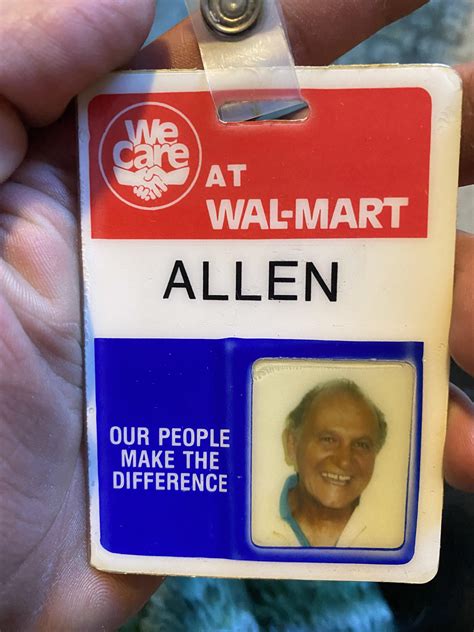 We
care
AT
WAL-MART
ALLEN
OUR PEOPLE
MAKE THE
DIFFERENCE